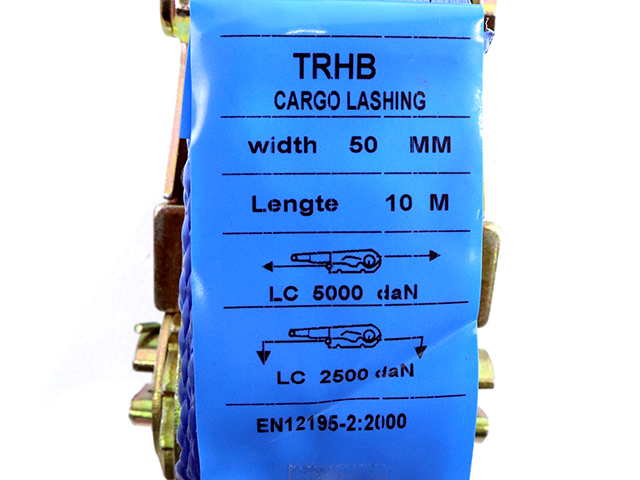 TRHB
CARGO LASHING
width 50 MM
Lengte 10 M
LC 5000 daN
LC 2500 daN
EN12195-2:2000